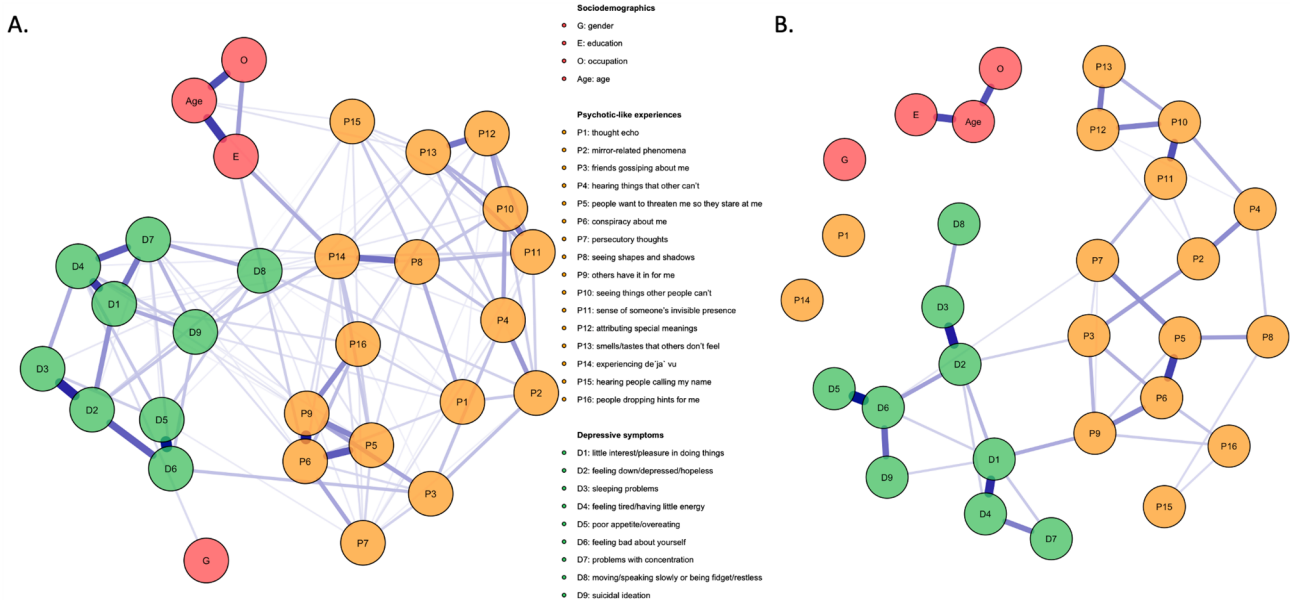 A.
O
Age
E
P15
P12
P13
P10
P11
D7
D4
D8
P14
P8
D1
D9
P4
P16
D3
P2
D2
P1
D5
P9
P5
D6
P6
P3
P7
G
Sociodemographics
G: gender
E: education
O: occupation
Age: age
Psychotic-like experiences
P1: thought echo
P2: mirror-related phenomena
P3: friends gossiping about me
P4: hearing things that other can't
P5: people want to threaten me so they stare at me
P6: conspiracy about me
P7: persecutory thoughts
P8: seeing shapes and shadows
P9: others have it in for me
P10: seeing things other people can't
P11: sense of someone's invisible presence
P12: attributing special meanings
P13: smells/tastes that others don't feel
P14: experiencing de´ja` vu
P15: hearing people calling my name
P16: people dropping hints for me
Depressive symptoms
D1: little interest/pleasure in doing things
D2: feeling down/depressed/hopeless
D3: sleeping problems
D4: feeling tired/having little energy
D5: poor appetite/overeating
D6: feeling bad about yourself
D7: problems with concentration
D8: moving/speaking slowly or being fidget/restless
D9: suicidal ideation
B.
P13
O
E
Age
P12
P10
G
P11
P4
D8
P1
P7
P2
P14
D3
P3
P5
P8
D2
D5
D6
P6
P9
P16
D1
D9
P15
D4
D7